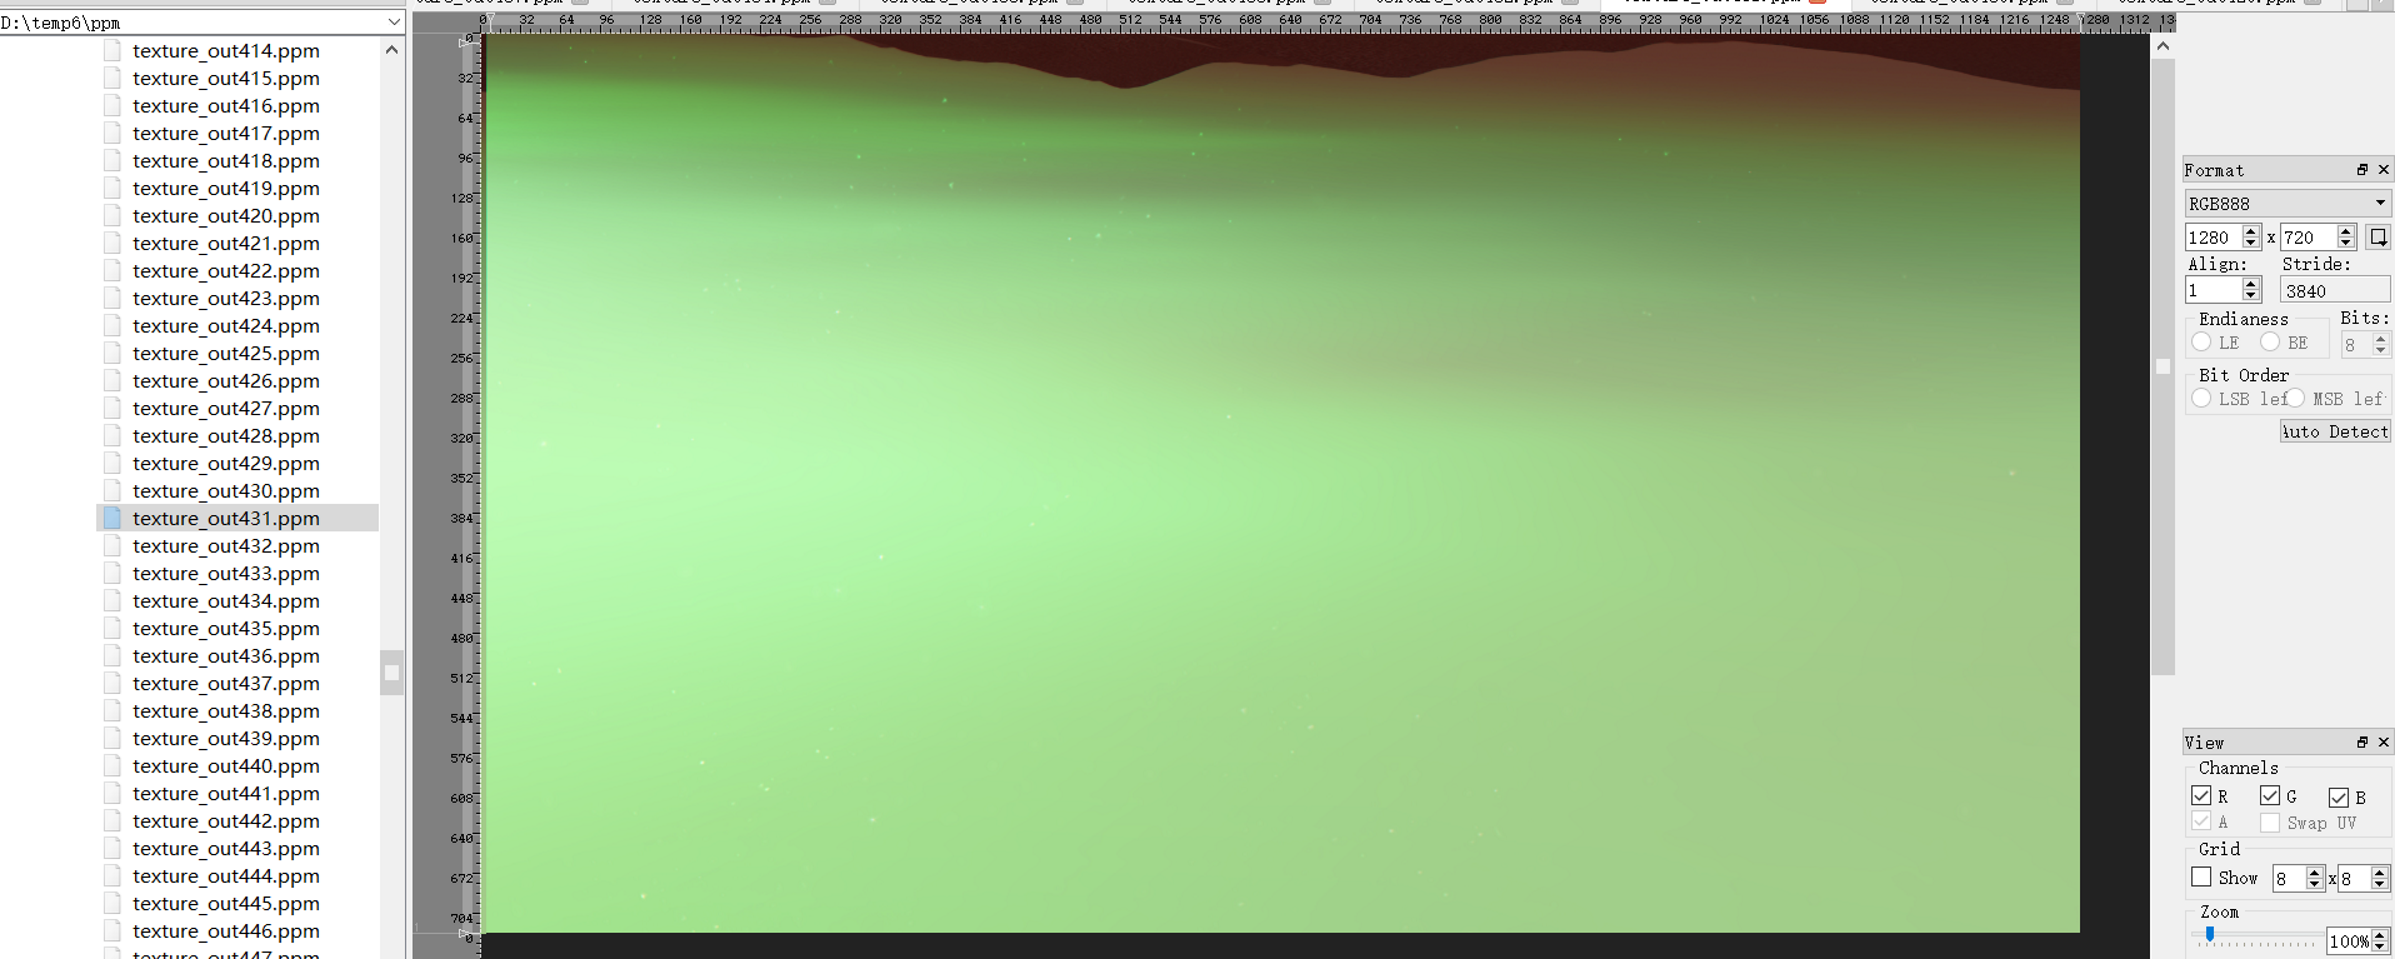 D:\temp6\ppm
texture_out414.ppm
texture_out415.ppm
texture_out416.ppm
texture_out417.ppm
texture_out418.ppm
texture_out419.ppm
texture_out420.ppm
texture_out421.ppm
texture_out422.ppm
texture_out423.ppm
texture_out424.ppm
texture_out425.ppm
texture_out426.ppm
texture_out427.ppm
texture_out428.ppm
texture_out429.ppm
texture_out430.ppm
texture_out431.ppm
texture_out432.ppm
texture_out433.ppm
texture_out434.ppm
texture_out435.ppm
texture_out436.ppm
texture_out437.ppm
texture_out438.ppm
texture_out439.ppm
texture_out440.ppm
texture_out441.ppm
texture_out442.ppm
texture_out443.ppm
texture_out444.ppm
texture_out445.ppm
texture_out446.ppm
texture_out447.ppm
0 32 64 96 128 160 192 224 256 288 320 352 384 416 448 480 512 544 576 608 640 672 704 736 768 800 832 864 896 928 960 992 1024 1056 1088 1120 1152 1184 1216 1248 1280 1312
0
32
64
96
128
160
192
224
256
288
320
352
384
416
448
480
512
544
576
608
640
672
704
0
Format
RGB888
1280 x 720
Align: Stride:
1 3840
Endianess Bits:
LE BE 8
Bit Order
LSB lef MSB lef
Auto Detect
View
Channels
R G B
A Swap UV
Grid
Show 8 x 8
Zoom
100%